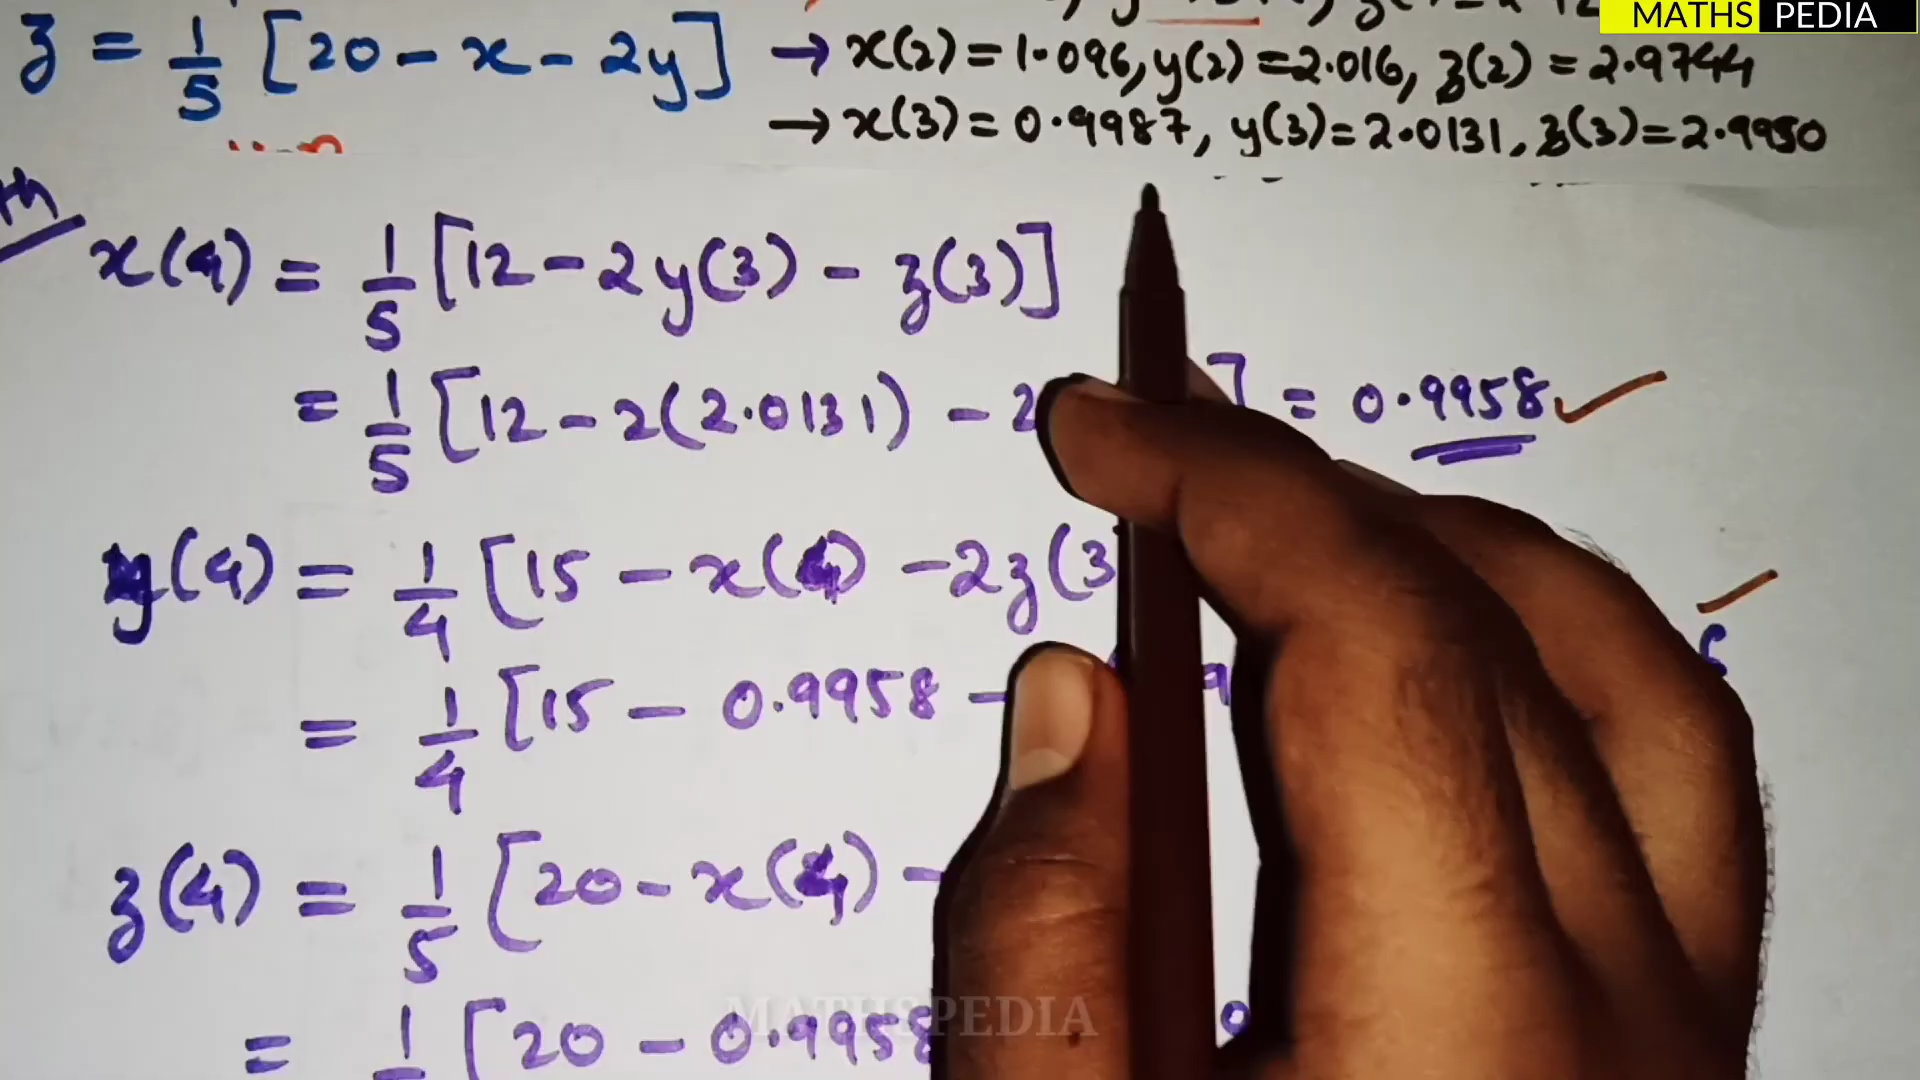 MATHS PEDIA
z = 1/5 [20 - x - 2y] → x(2) = 1.096, y(2) = 2.016, z(2) = 2.9744
→ x(3) = 0.9987, y(3) = 2.0131, z(3) = 2.9950
x(4) = 1/5 [12 - 2y(3) - z(3)]
= 1/5 [12 - 2(2.0131) - 2 ] = 0.9958
y(4) = 1/4 [15 - x(4) - 2z(3
= 1/4 [15 - 0.9958 -
z(4) = 1/5 [20 - x(4) -
= 1 [20 - 0.9958
MATHSPEDIA